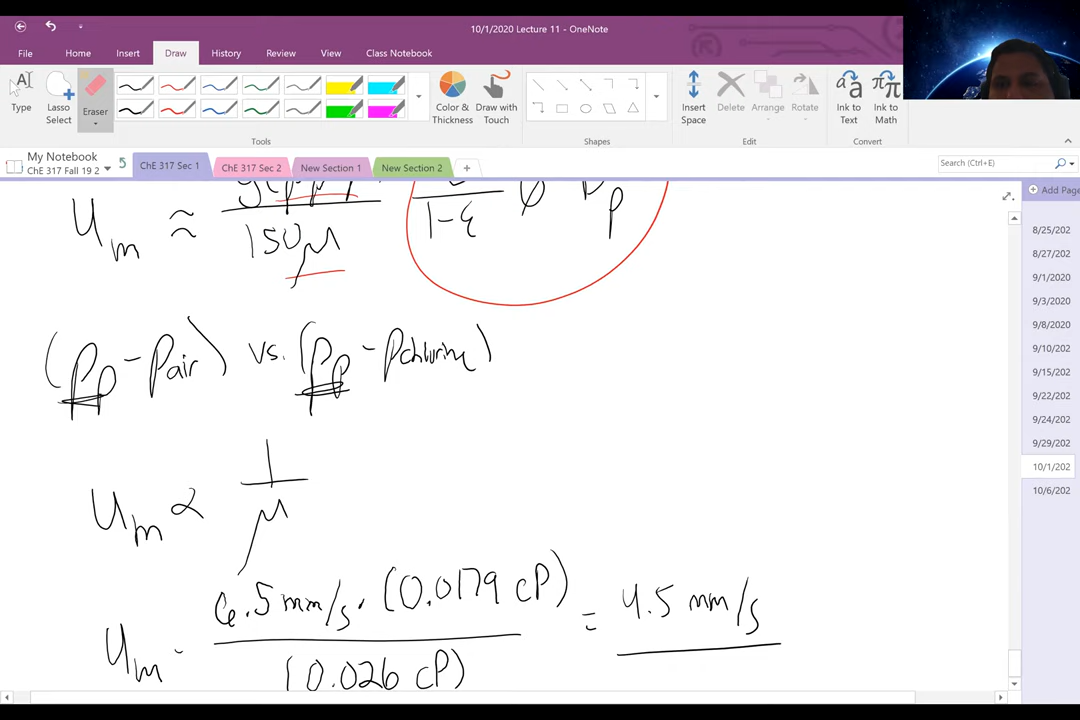 10/1/2020 Lecture 11 - OneNote
File Home Insert Draw History Review View Class Notebook
Type Lasso Select Eraser Color & Thickness Draw with Touch Insert Space Delete Arrange Rotate Ink to Text Ink to Math
Tools Shapes Convert
My Notebook
ChE 317 Fall 19 2
ChE 317 Sec 1 ChE 317 Sec 2 New Section 1 New Section 2 + Search (Ctrl+E)
Add Page
8/25/202
8/27/202
9/1/2020
9/3/2020
9/8/2020
9/10/202
9/15/202
9/22/202
9/24/202
9/29/202
10/1/202
10/6/202
Um ≈
150μ
1-ε
(ρp - ρair) vs. (ρp - ρchlorine)
Um ∝ 1/μ
6.5 mm/s · (0.0179 cP) = 4.5 mm/s
Um
(0.026 cP)